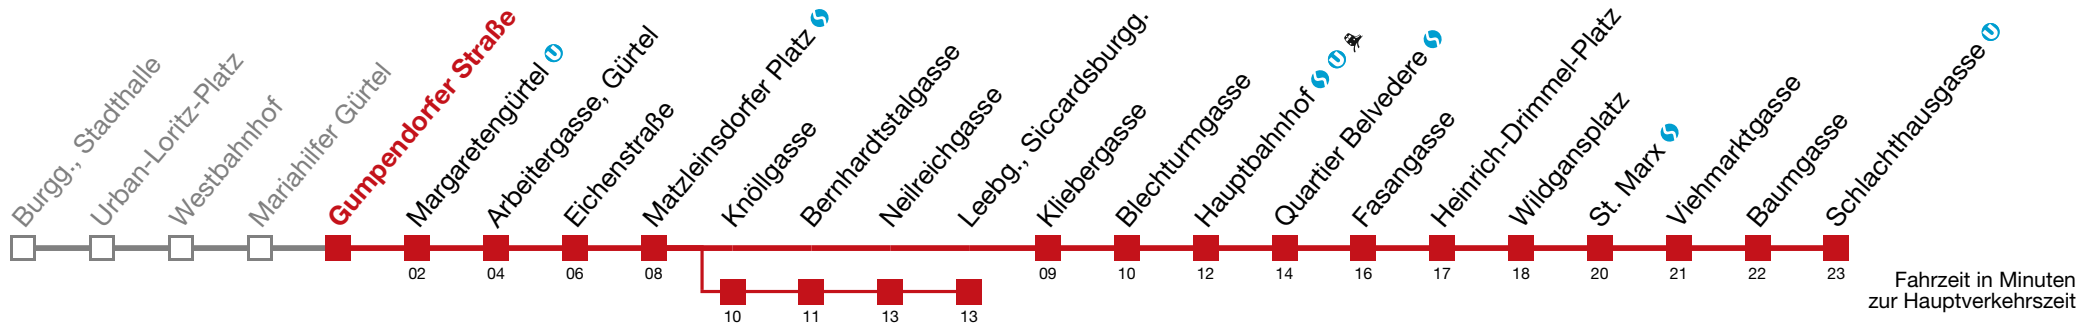 Burgg., Stadthalle
Urban-Loritz-Platz
Westbahnhof
Mariahilfer Gürtel
Gumpendorfer Straße
Margaretengürtel U
Arbeitergasse, Gürtel
Eichenstraße
Matzleinsdorfer Platz S
Knöllgasse
Bernhardtstalgasse
Neilreichgasse
Leebg., Siccardsburgg.
Kliebergasse
Blechturmgasse
Hauptbahnhof S U
Quartier Belvedere S
Fasangasse
Heinrich-Drimmel-Platz
Wildgansplatz
St. Marx S
Viehmarktgasse
Baumgasse
Schlachthausgasse U
02 04 06 08 09 10 12 14 16 17 18 20 21 22 23
10 11 13 13
Fahrzeit in Minuten
zur Hauptverkehrszeit